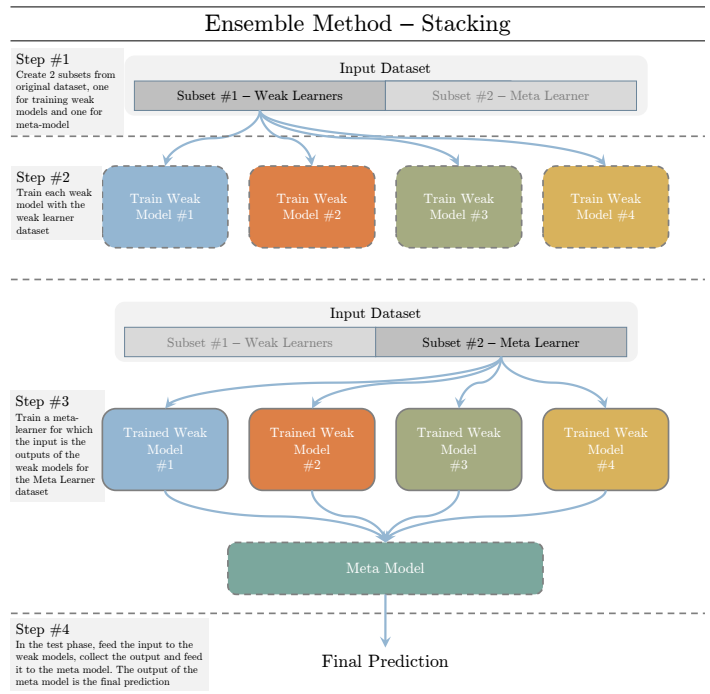 Ensemble Method – Stacking
Step #1
Create 2 subsets from
original dataset, one
for training weak
models and one for
meta-model
Input Dataset
Subset #1 – Weak Learners
Subset #2 – Meta Learner
Step #2
Train each weak
model with the
weak learner
dataset
Train Weak
Model #1
Train Weak
Model #2
Train Weak
Model #3
Train Weak
Model #4
Input Dataset
Subset #1 – Weak Learners
Subset #2 – Meta Learner
Step #3
Train a meta-
learner for which
the input is the
outputs of the
weak models for
the Meta Learner
dataset
Trained Weak
Model
#1
Trained Weak
Model
#2
Trained Weak
Model
#3
Trained Weak
Model
#4
Meta Model
Step #4
In the test phase, feed the input to the
weak models, collect the output and feed
it to the meta model. The output of the
meta model is the final prediction
Final Prediction